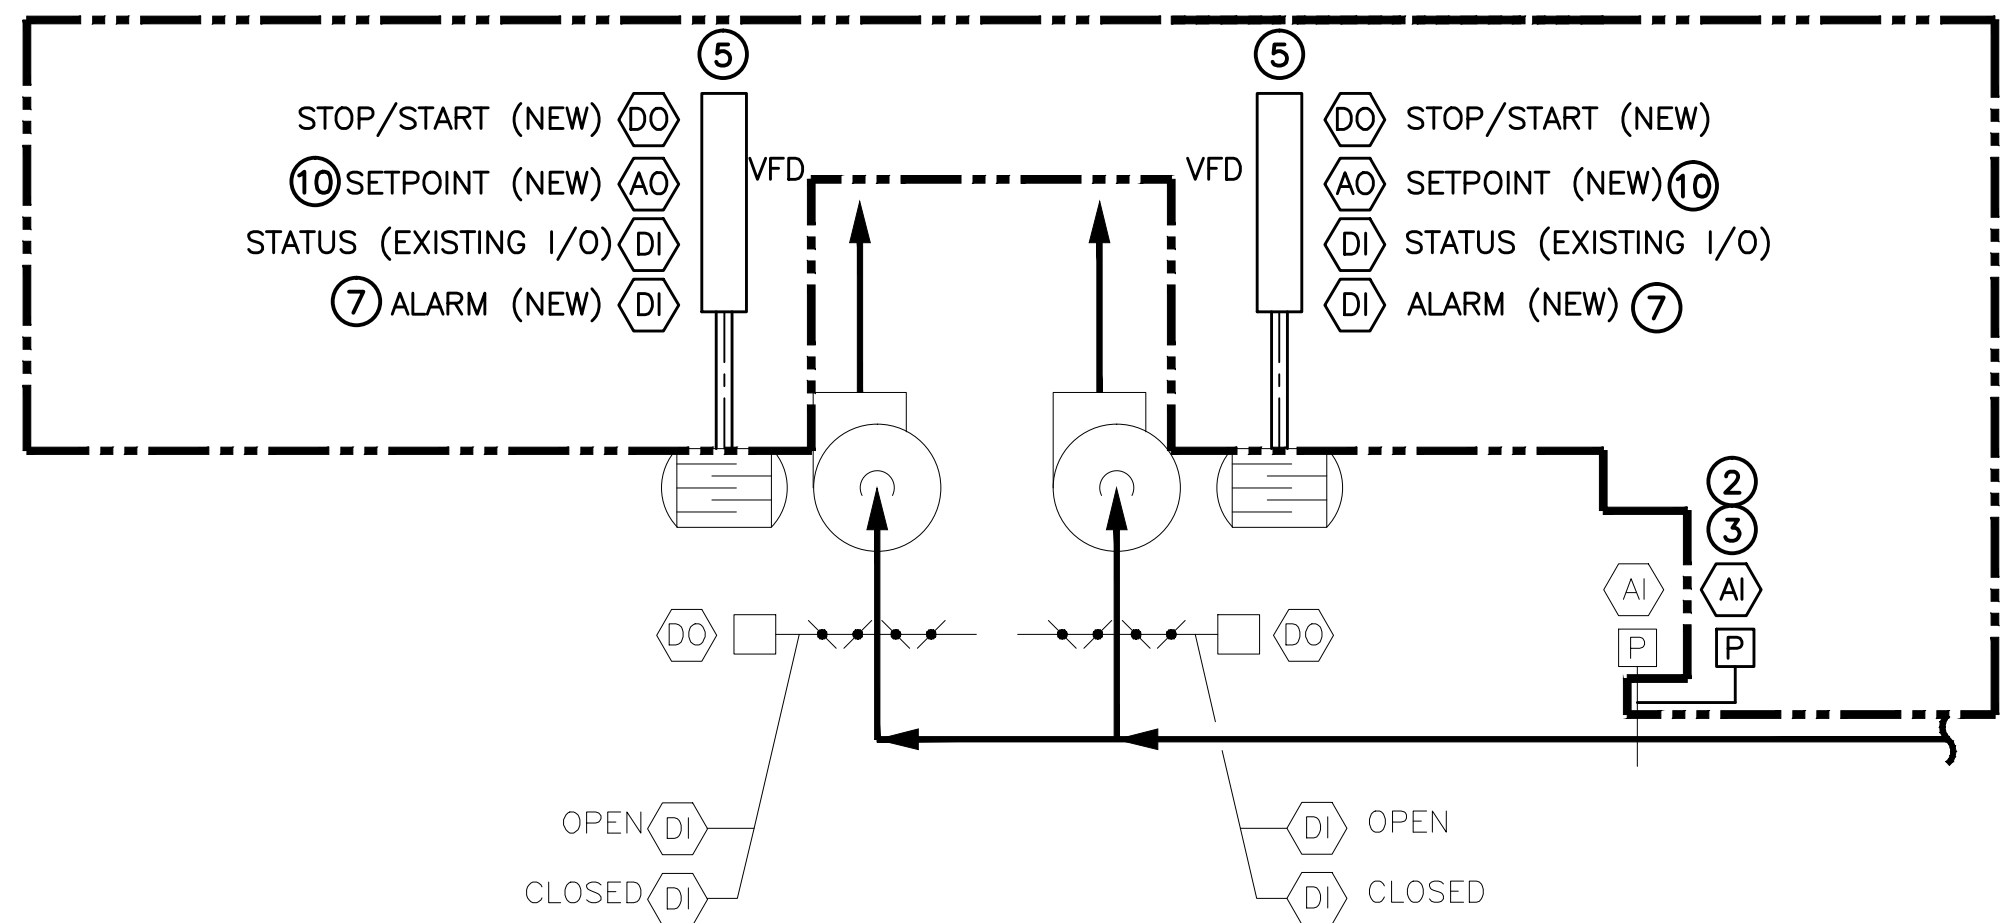 5 5
STOP/START (NEW) DO DO STOP/START (NEW)
VFD VFD
10 SETPOINT (NEW) AO AO SETPOINT (NEW) 10
STATUS (EXISTING I/O) DI DI STATUS (EXISTING I/O)
7 ALARM (NEW) DI DI ALARM (NEW) 7
2
3
AI AI
DO DO P P
OPEN DI DI OPEN
CLOSED DI DI CLOSED